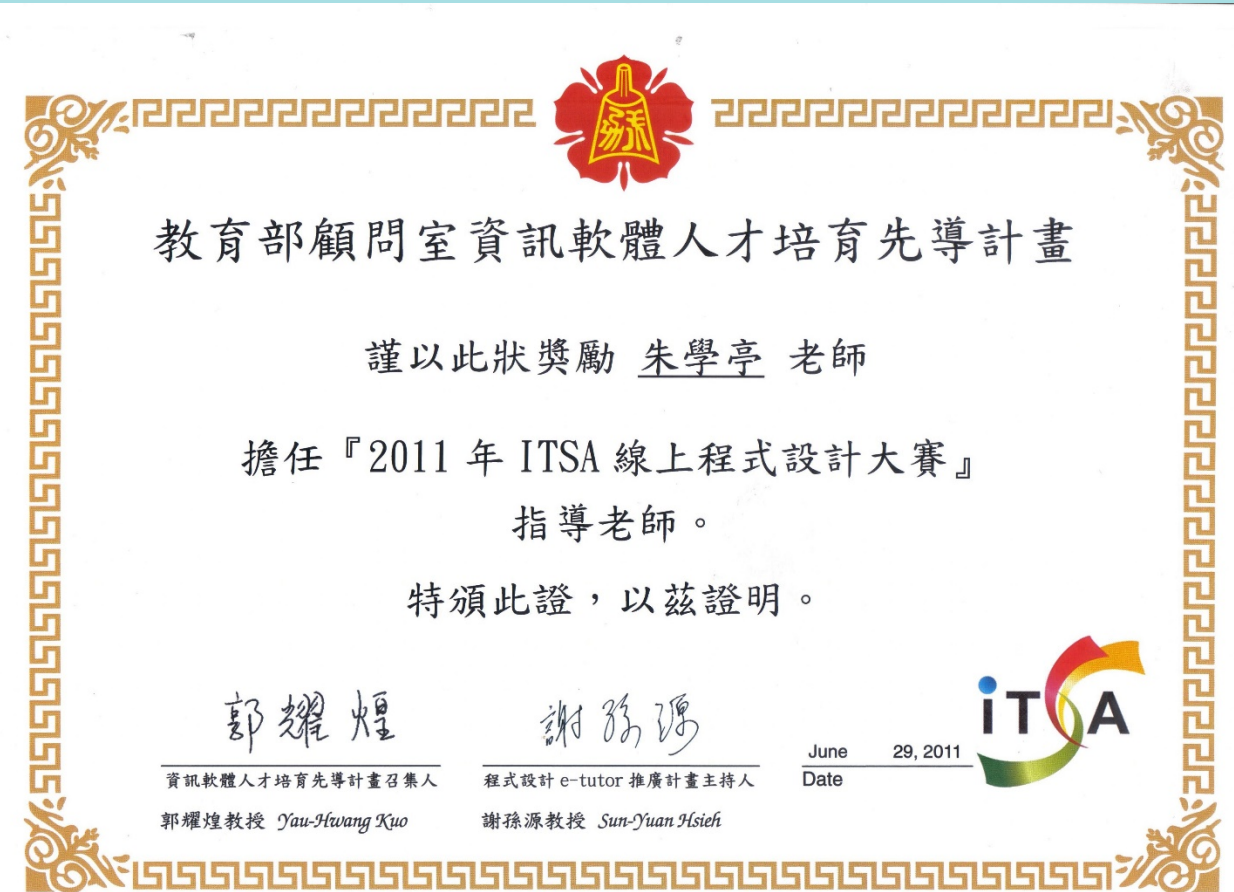 教育部顧問室資訊軟體人才培育先導計畫
謹以此狀獎勵 朱學亭 老師
擔任『2011 年 ITSA 線上程式設計大賽』
指導老師。
特頒此證，以茲證明。
iTSA
郭耀煌
謝孫源
June 29, 2011
資訊軟體人才培育先導計畫召集人
程式設計 e-tutor 推廣計畫主持人
Date
郭耀煌教授 Yau-Hwang Kuo
謝孫源教授 Sun-Yuan Hsieh